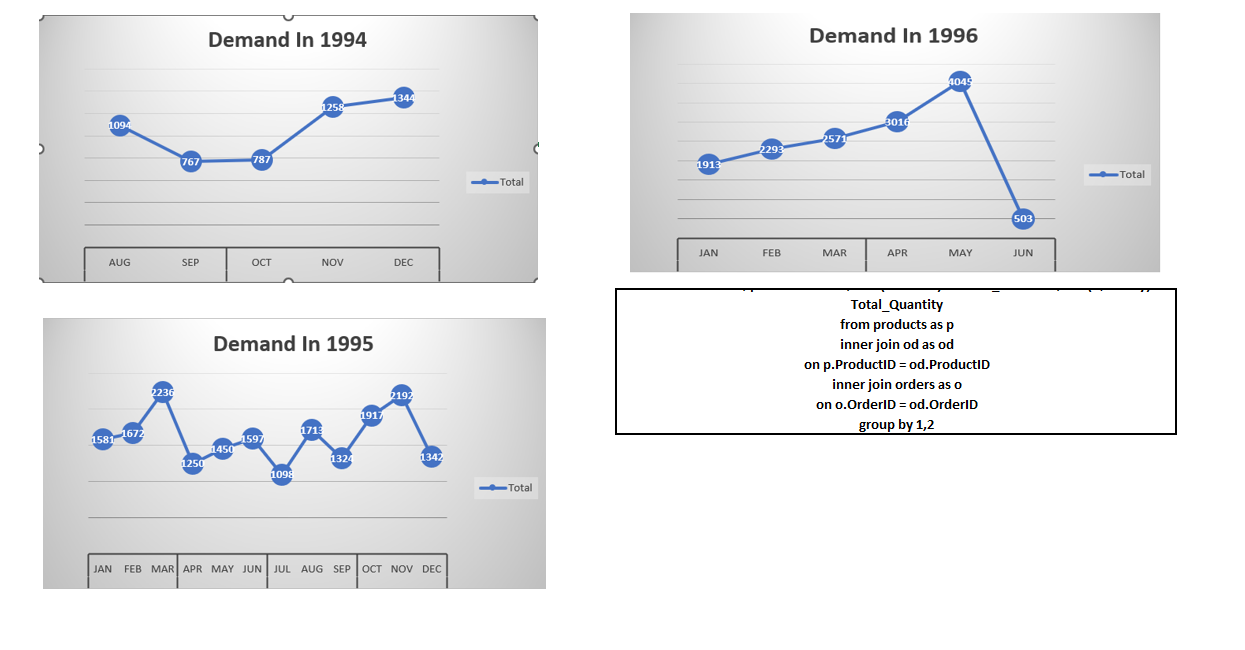 Demand In 1994
1094
767
787
1258
1344
Total
AUG SEP OCT NOV DEC
Demand In 1996
1913
2293
2571
3016
4045
503
Total
JAN FEB MAR APR MAY JUN
Total_Quantity
from products as p
inner join od as od
on p.ProductID = od.ProductID
inner join orders as o
on o.OrderID = od.OrderID
group by 1,2
Demand In 1995
1581
1672
2236
1250
1450
1597
1098
1713
1324
1917
2192
1342
Total
JAN FEB MAR APR MAY JUN JUL AUG SEP OCT NOV DEC